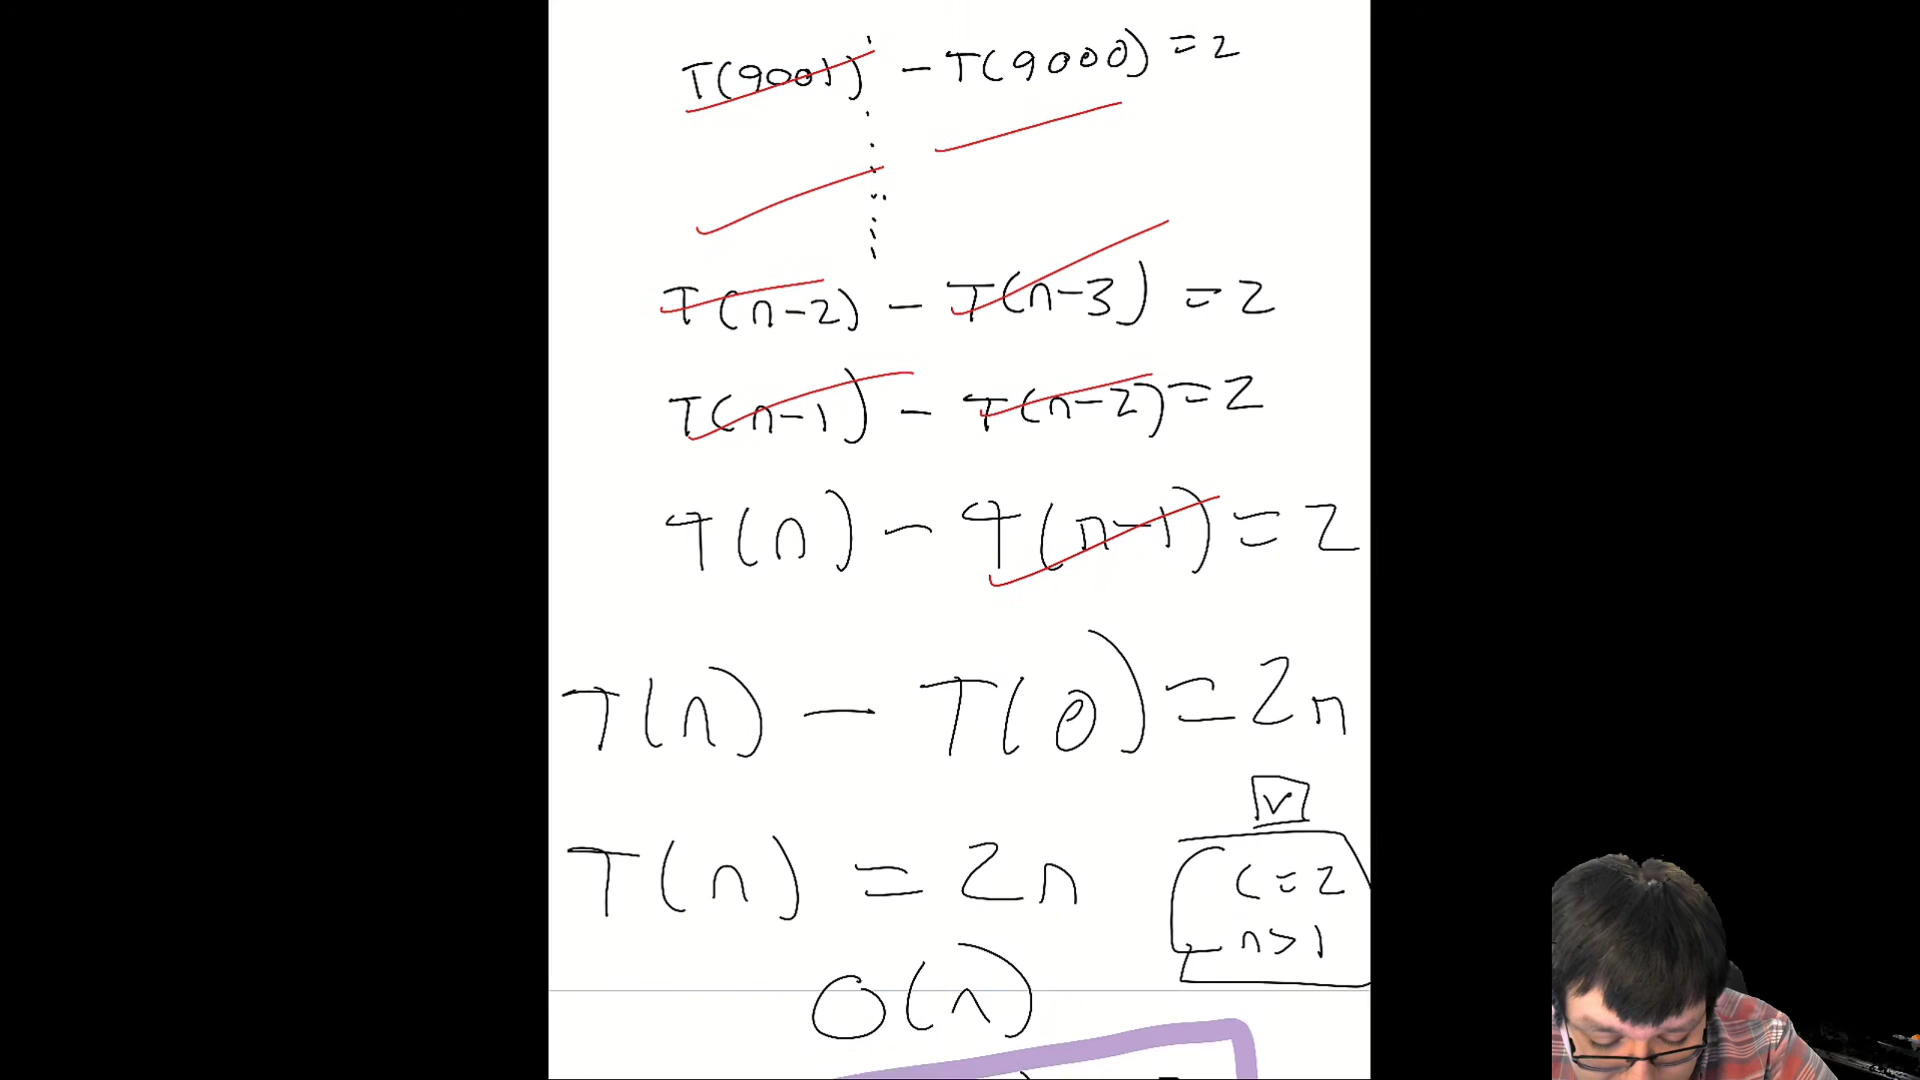 T(9001) - T(9000) = 2
T(n-2) - T(n-3) = 2
T(n-1) - T(n-2) = 2
T(n) - T(n-1) = 2
T(n) - T(0) = 2n
V
T(n) = 2n
C = 2
n > 1
O(n)